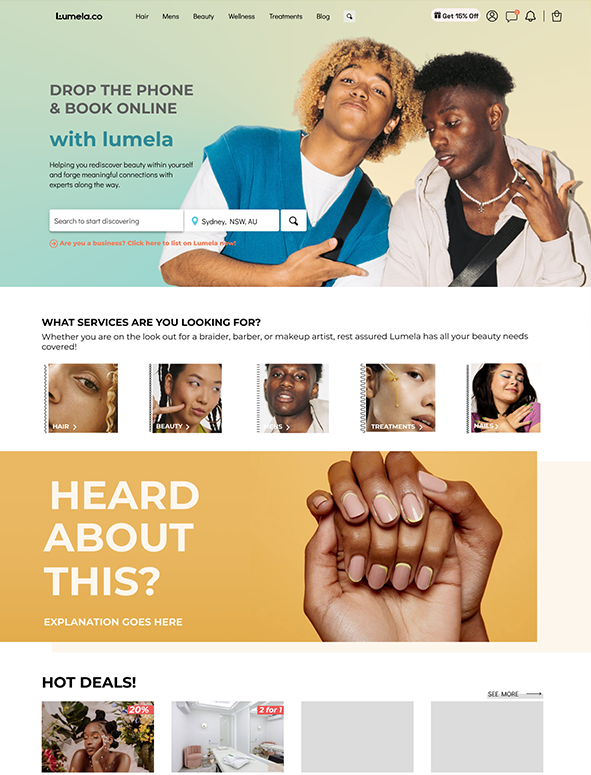 Lumela.co
Hair Mens Beauty Wellness Treatments Blog
Get 15% Off
DROP THE PHONE
& BOOK ONLINE
with lumela
Helping you rediscover beauty within yourself
and forge meaningful connections with
experts along the way.
Search to start discovering
Sydney, NSW, AU
Are you a business? Click here to list on Lumela now!
WHAT SERVICES ARE YOU LOOKING FOR?
Whether you are on the look out for a braider, barber, or makeup artist, rest assured Lumela has all your beauty needs
covered!
HAIR
BEAUTY
MENS
TREATMENTS
NAILS
HEARD
ABOUT
THIS?
EXPLANATION GOES HERE
HOT DEALS!
SEE MORE
20%
2 for 1